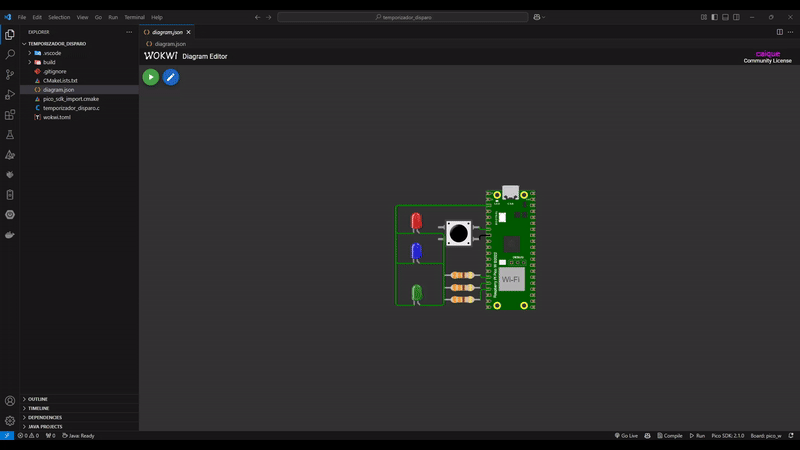 File Edit Selection View Go Run Terminal Help
temporizador_disparo
EXPLORER
TEMPORIZADOR_DISPARO
.vscode
build
.gitignore
CMakeLists.txt
diagram.json
pico_sdk_import.cmake
temporizador_disparo.c
wokwi.toml
OUTLINE
TIMELINE
DEPENDENCIES
JAVA PROJECTS
diagram.json
diagram.json
WOKWI Diagram Editor
caique
Community License
Wi-Fi
0 0 0 Java: Ready
Go Live Compile Run Pico SDK: 2.1.0 Board: pico_w